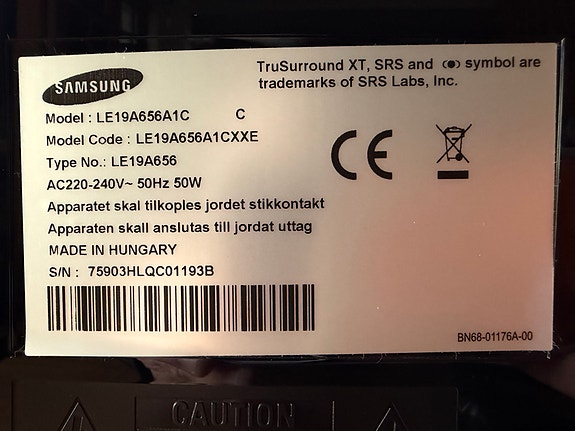 SAMSUNG
TruSurround XT, SRS and (●) symbol are
trademarks of SRS Labs, Inc.
Model : LE19A656A1C C
Model Code : LE19A656A1CXXE
Type No.: LE19A656
AC220-240V~ 50Hz 50W
Apparatet skal tilkoples jordet stikkontakt
Apparaten skall anslutas till jordat uttag
MADE IN HUNGARY
S/N : 75903HLQC01193B
CE
BN68-01176A-00
CAUTION